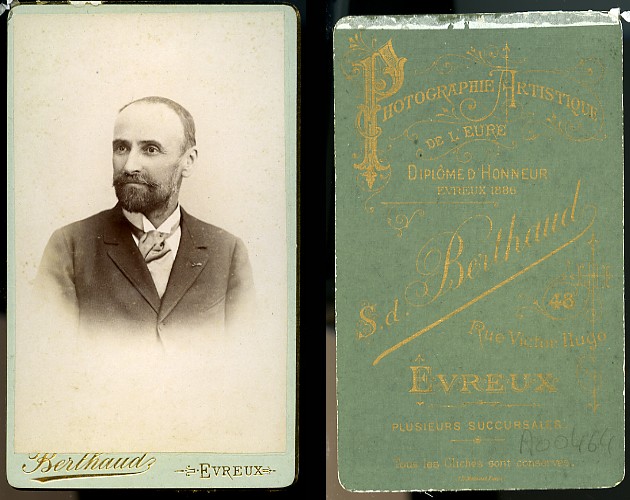 Berthaud
EVREUX
PHOTOGRAPHIE ARTISTIQUE
DE L'EURE
DIPLÔME D'HONNEUR
EVREUX 1886
S.d. Berthaud
48
Rue Victor Hugo
EVREUX
PLUSIEURS SUCCURSALES
A00464
Tous les Clichés sont conservés.